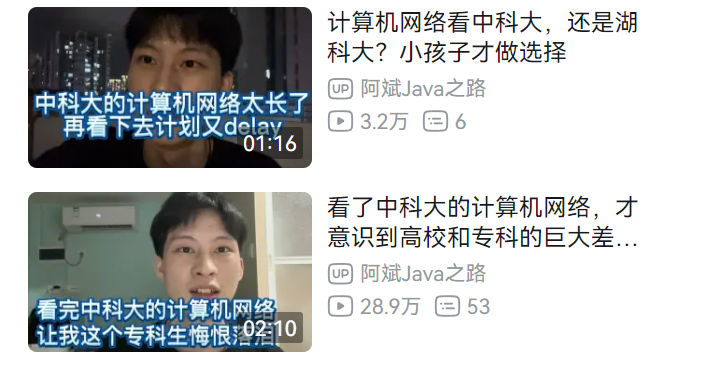 计算机网络看中科大，还是湖
科大？小孩子才做选择
UP 阿斌Java之路
3.2万 6
中科大的计算机网络太长了
再看下去计划又delay
01:16
看了中科大的计算机网络，才
意识到高校和专科的巨大差…
UP 阿斌Java之路
28.9万 53
看完中科大的计算机网络
让我这个专科生悔恨落泪
02:10